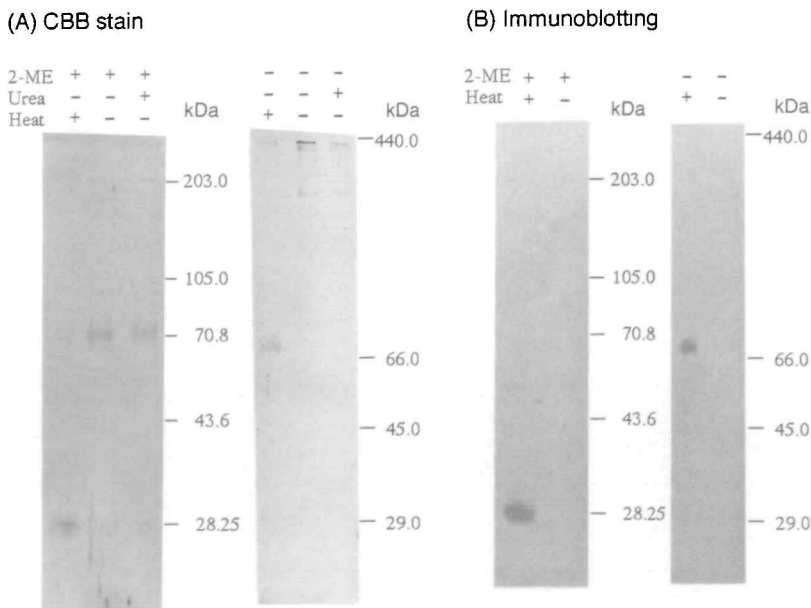 (A) CBB stain
2-ME + + +
Urea − − +
Heat + − −
kDa
203.0
105.0
70.8
43.6
28.25
− − −
− − +
+ − −
kDa
440.0
66.0
45.0
29.0
(B) Immunoblotting
2-ME + +
Heat + −
kDa
203.0
105.0
70.8
43.6
28.25
− −
+ −
kDa
440.0
66.0
45.0
29.0